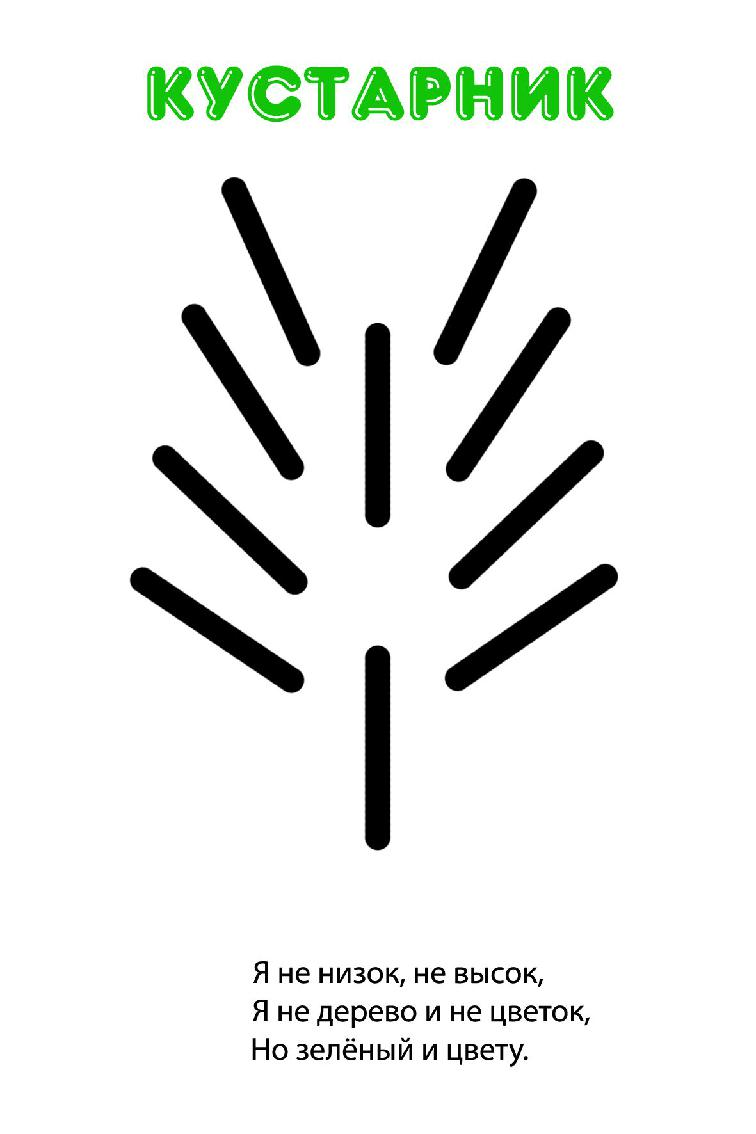 КУСТАРНИК
Я не низок, не высок,
Я не дерево и не цветок,
Но зелёный и цвету.